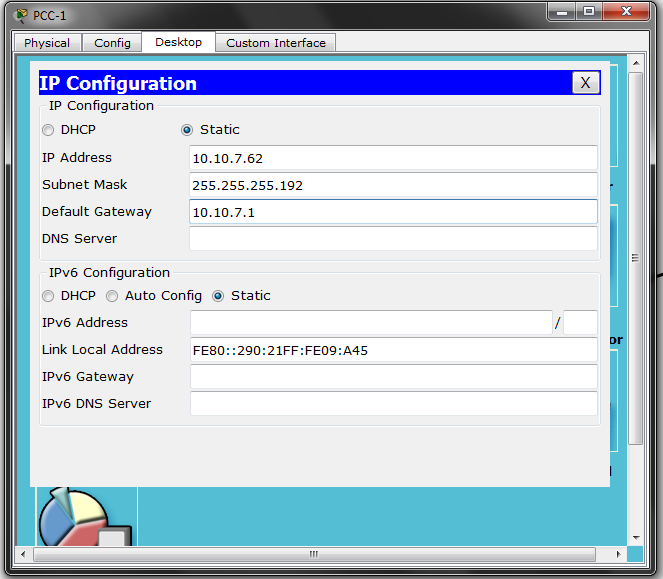 PCC-1
Physical Config Desktop Custom Interface
IP Configuration X
IP Configuration
DHCP Static
IP Address 10.10.7.62
Subnet Mask 255.255.255.192
Default Gateway 10.10.7.1
DNS Server
IPv6 Configuration
DHCP Auto Config Static
IPv6 Address /
Link Local Address FE80::290:21FF:FE09:A45
IPv6 Gateway
IPv6 DNS Server
or